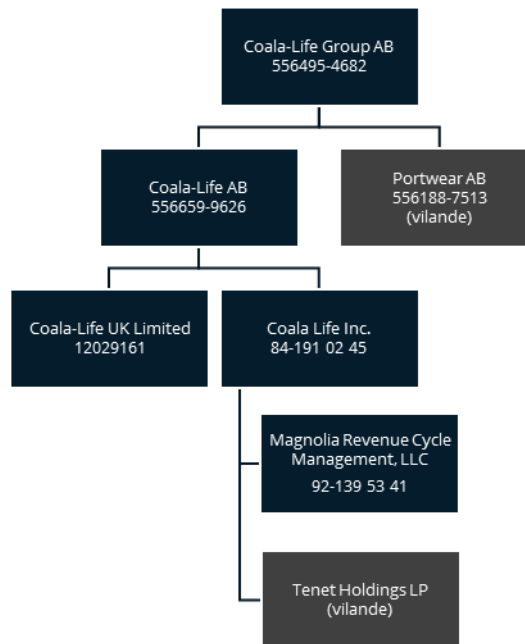 Coala-Life Group AB
556495-4682
Coala-Life AB
556659-9626
Portwear AB
556188-7513
(vilande)
Coala-Life UK Limited
12029161
Coala Life Inc.
84-191 02 45
Magnolia Revenue Cycle
Management, LLC
92-139 53 41
Tenet Holdings LP
(vilande)